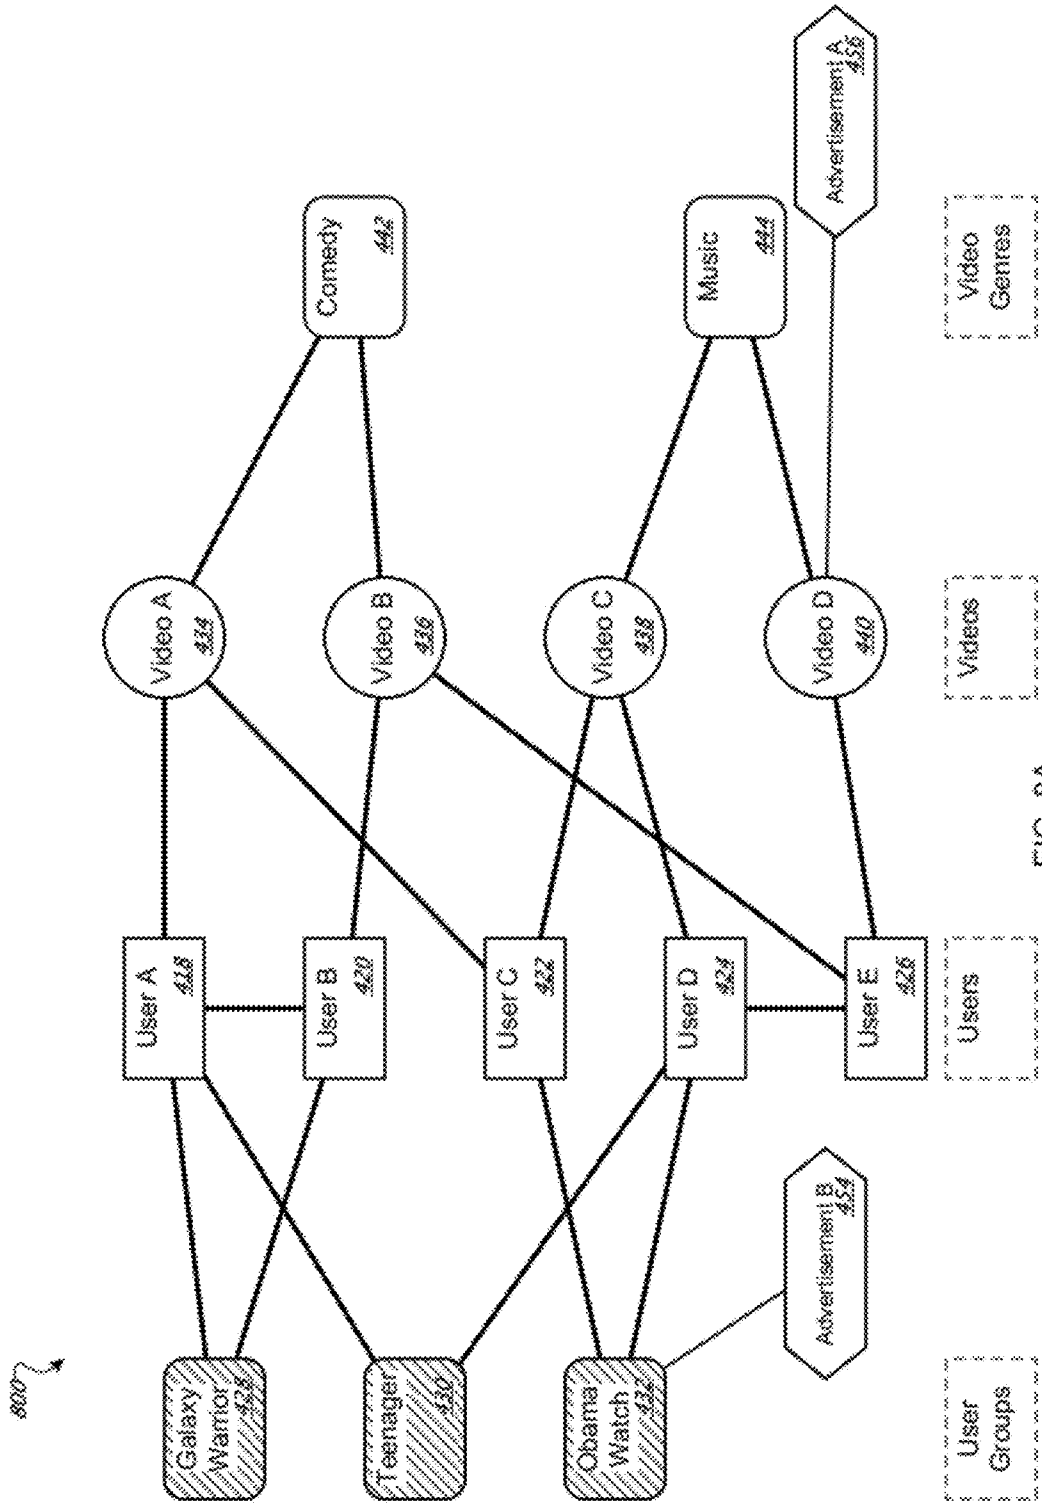 800
Galaxy
Warrior
428
Teenager
430
Obama
Watch
432
Advertisement B
454
User A
418
User B
420
User C
422
User D
424
User E
426
Video A
434
Video B
436
Video C
438
Video D
440
Comedy
442
Music
444
Advertisement A
456
User
Groups
Users
Videos
Video
Genres